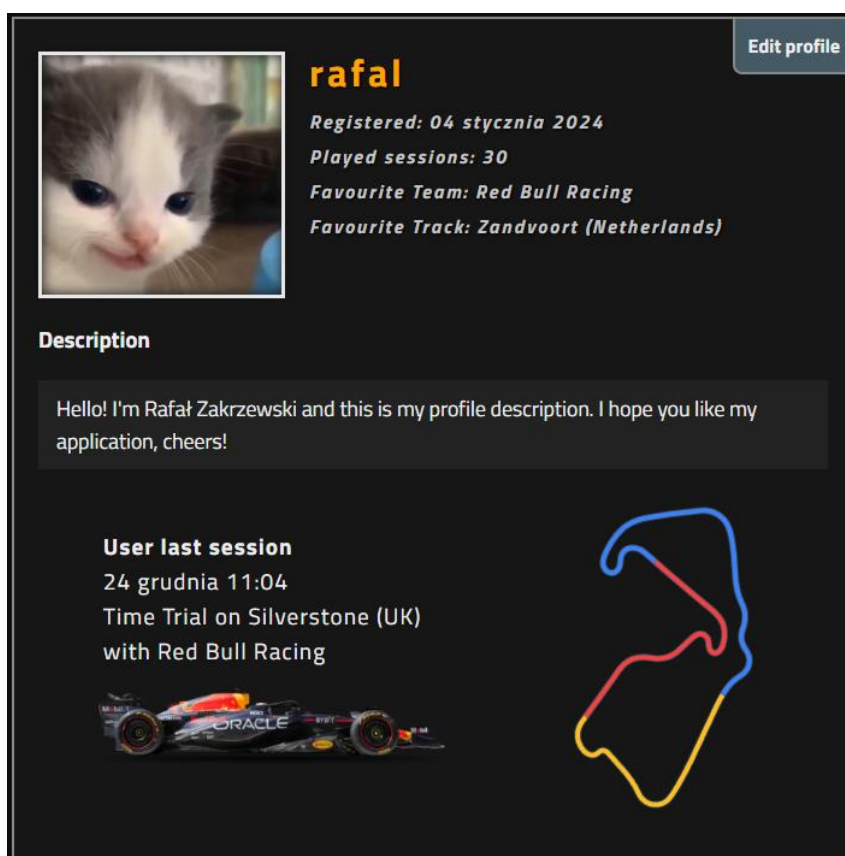 Edit profile
rafal
Registered: 04 stycznia 2024
Played sessions: 30
Favourite Team: Red Bull Racing
Favourite Track: Zandvoort (Netherlands)
Description
Hello! I'm Rafał Zakrzewski and this is my profile description. I hope you like my
application, cheers!
User last session
24 grudnia 11:04
Time Trial on Silverstone (UK)
with Red Bull Racing
ORACLE